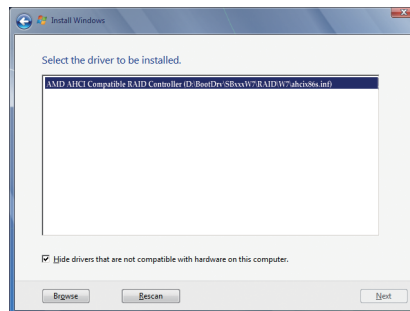 Install Windows
Select the driver to be installed.
AMD AHCI Compatible RAID Controller (D:\BootDrv\SBxxxW7\RAID\W7\ahcix86s.inf)
Hide drivers that are not compatible with hardware on this computer.
Browse Rescan Next